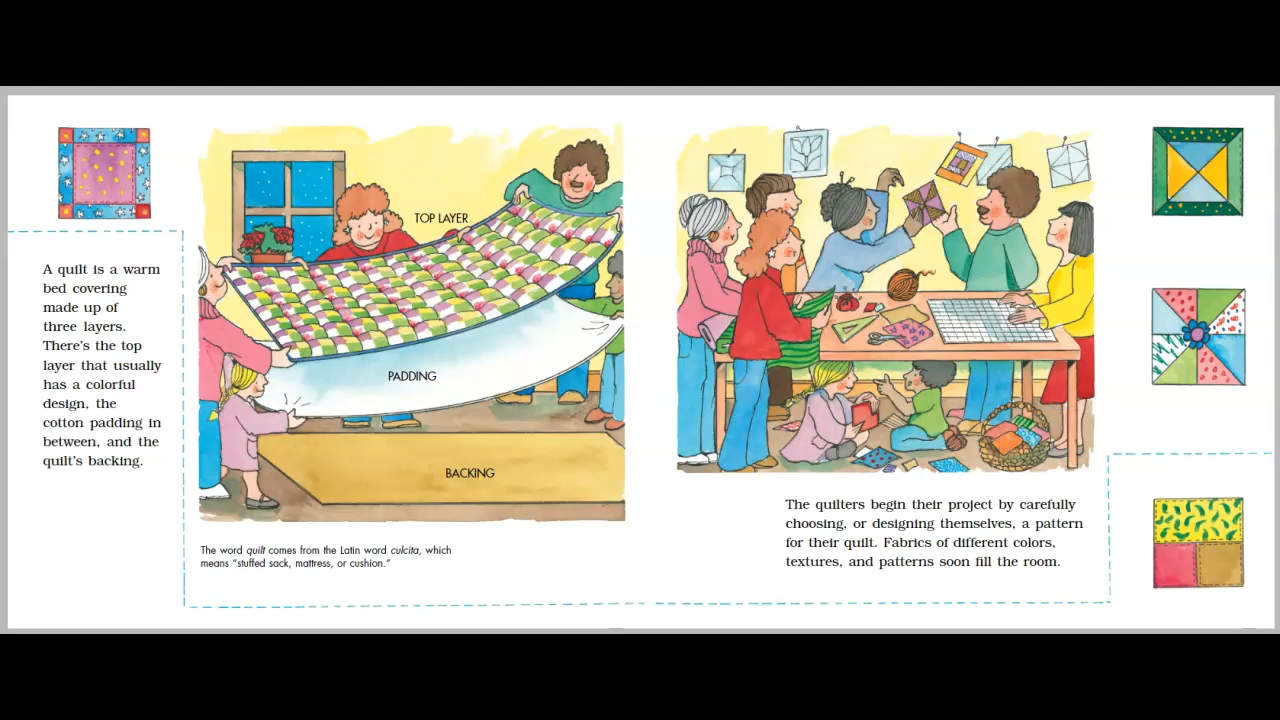 A quilt is a warm
bed covering
made up of
three layers.
There's the top
layer that usually
has a colorful
design, the
cotton padding in
between, and the
quilt's backing.
TOP LAYER
PADDING
BACKING
The word quilt comes from the Latin word culcita, which
means "stuffed sack, mattress, or cushion."
The quilters begin their project by carefully
choosing, or designing themselves, a pattern
for their quilt. Fabrics of different colors,
textures, and patterns soon fill the room.